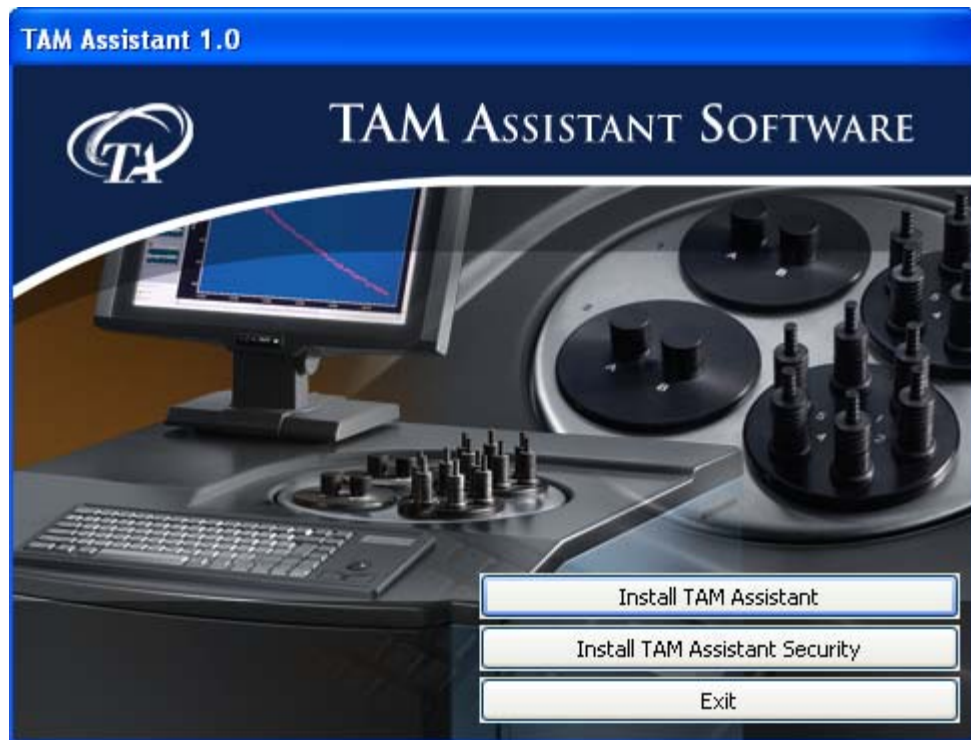 TAM Assistant 1.0
TA
TAM ASSISTANT SOFTWARE
A
B
A
B
Install TAM Assistant
Install TAM Assistant Security
Exit